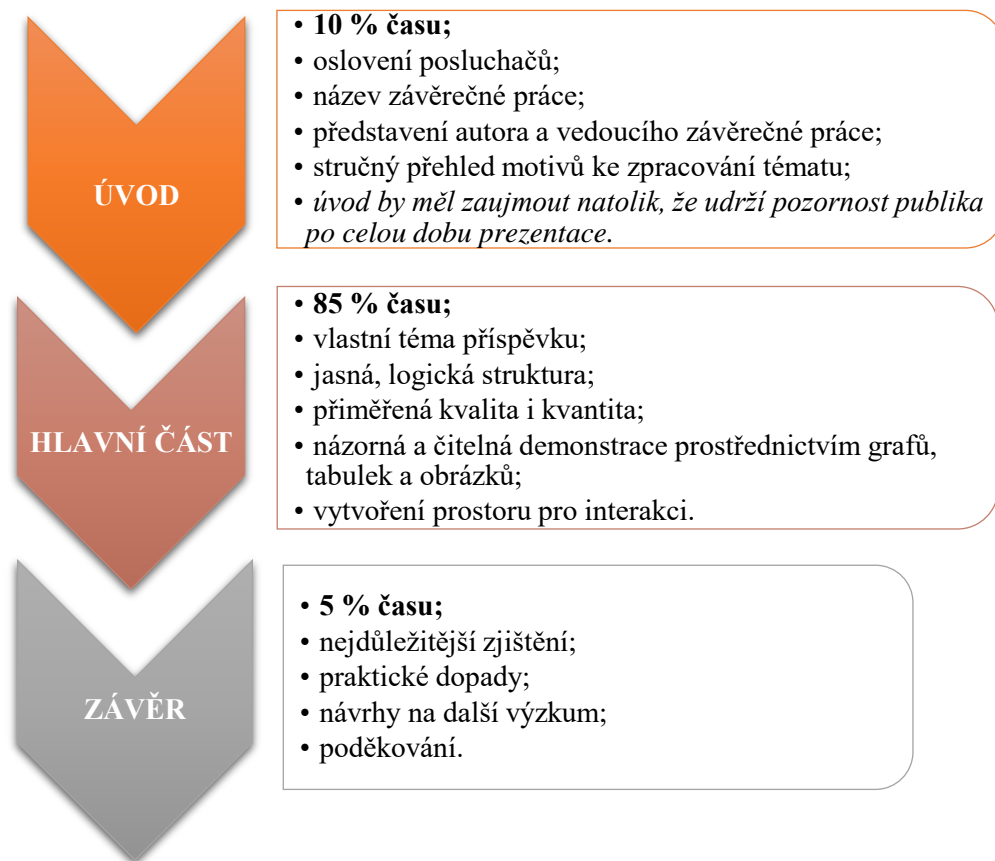 ÚVOD
• 10 % času;
• oslovení posluchačů;
• název závěrečné práce;
• představení autora a vedoucího závěrečné práce;
• stručný přehled motivů ke zpracování tématu;
• úvod by měl zaujmout natolik, že udrží pozornost publika
po celou dobu prezentace.
HLAVNÍ ČÁST
• 85 % času;
• vlastní téma příspěvku;
• jasná, logická struktura;
• přiměřená kvalita i kvantita;
• názorná a čitelná demonstrace prostřednictvím grafů,
tabulek a obrázků;
• vytvoření prostoru pro interakci.
ZÁVĚR
• 5 % času;
• nejdůležitější zjištění;
• praktické dopady;
• návrhy na další výzkum;
• poděkování.